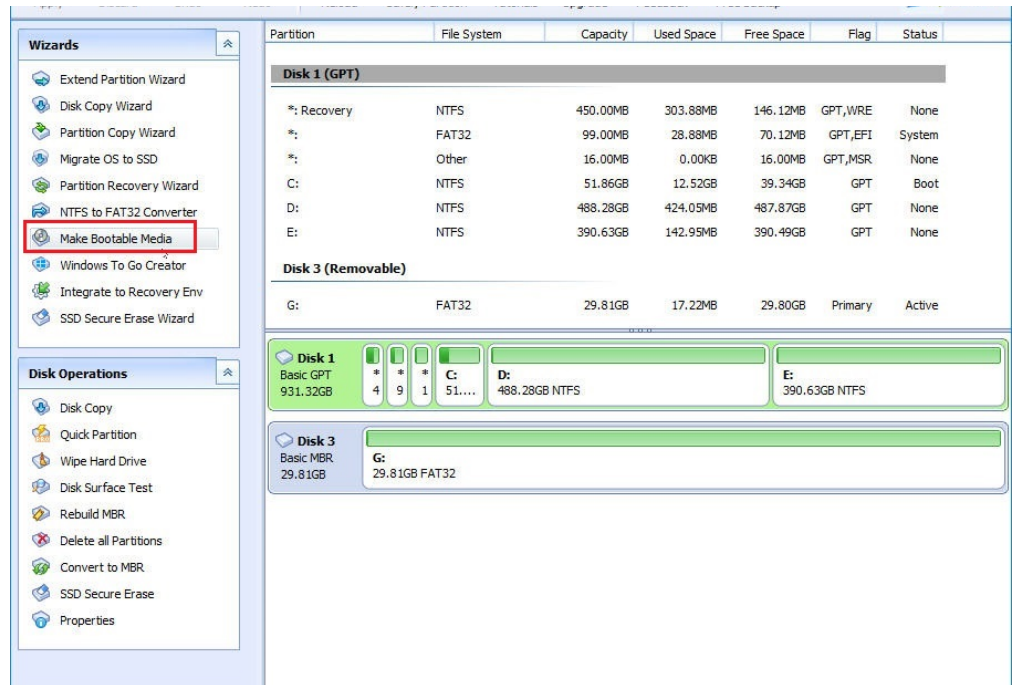 Wizards
Extend Partition Wizard
Disk Copy Wizard
Partition Copy Wizard
Migrate OS to SSD
Partition Recovery Wizard
NTFS to FAT32 Converter
Make Bootable Media
Windows To Go Creator
Integrate to Recovery Env
SSD Secure Erase Wizard
Disk Operations
Disk Copy
Quick Partition
Wipe Hard Drive
Disk Surface Test
Rebuild MBR
Delete all Partitions
Convert to MBR
SSD Secure Erase
Properties
Partition File System Capacity Used Space Free Space Flag Status
Disk 1 (GPT)
*: Recovery NTFS 450.00MB 303.88MB 146.12MB GPT,WRE None
*: FAT32 99.00MB 28.88MB 70.12MB GPT,EFI System
*: Other 16.00MB 0.00KB 16.00MB GPT,MSR None
C: NTFS 51.86GB 12.52GB 39.34GB GPT Boot
D: NTFS 488.28GB 424.05MB 487.87GB GPT None
E: NTFS 390.63GB 142.95MB 390.49GB GPT None
Disk 3 (Removable)
G: FAT32 29.81GB 17.22MB 29.80GB Primary Active
Disk 1
Basic GPT * * * C: D: E:
931.32GB 4 9 1 51.... 488.28GB NTFS 390.63GB NTFS
Disk 3
Basic MBR G:
29.81GB 29.81GB FAT32